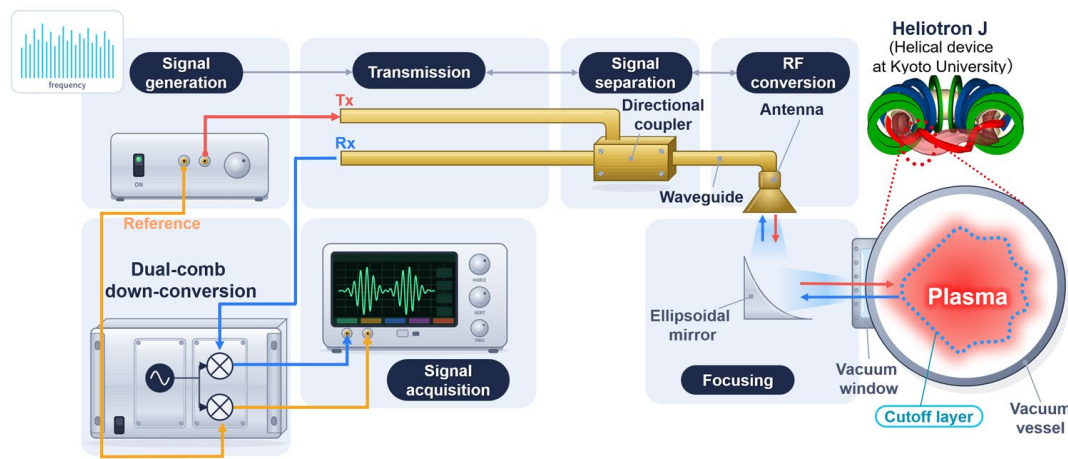 frequency
Signal
generation
Transmission
Signal
separation
RF
conversion
Heliotron J
(Helical device
at Kyoto University)
Tx
Rx
Directional
coupler
Antenna
Waveguide
ON
Reference
Dual-comb
down-conversion
HORIZ
VERT
TRIG
Signal
acquisition
Ellipsoidal
mirror
Focusing
Plasma
Vacuum
window
Cutoff layer
Vacuum
vessel